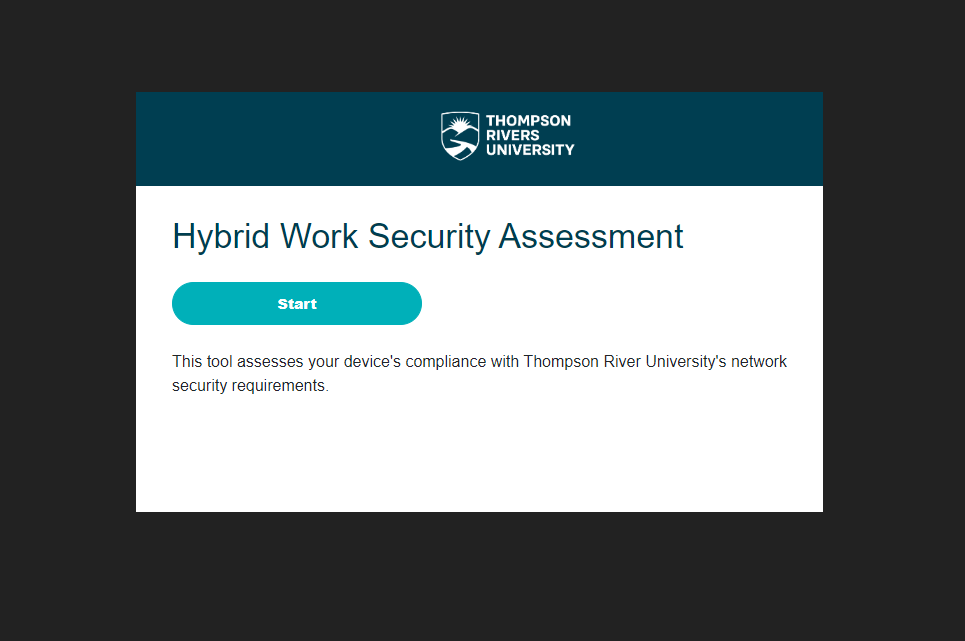 THOMPSON
RIVERS
UNIVERSITY
Hybrid Work Security Assessment
Start
This tool assesses your device's compliance with Thompson River University's network
security requirements.